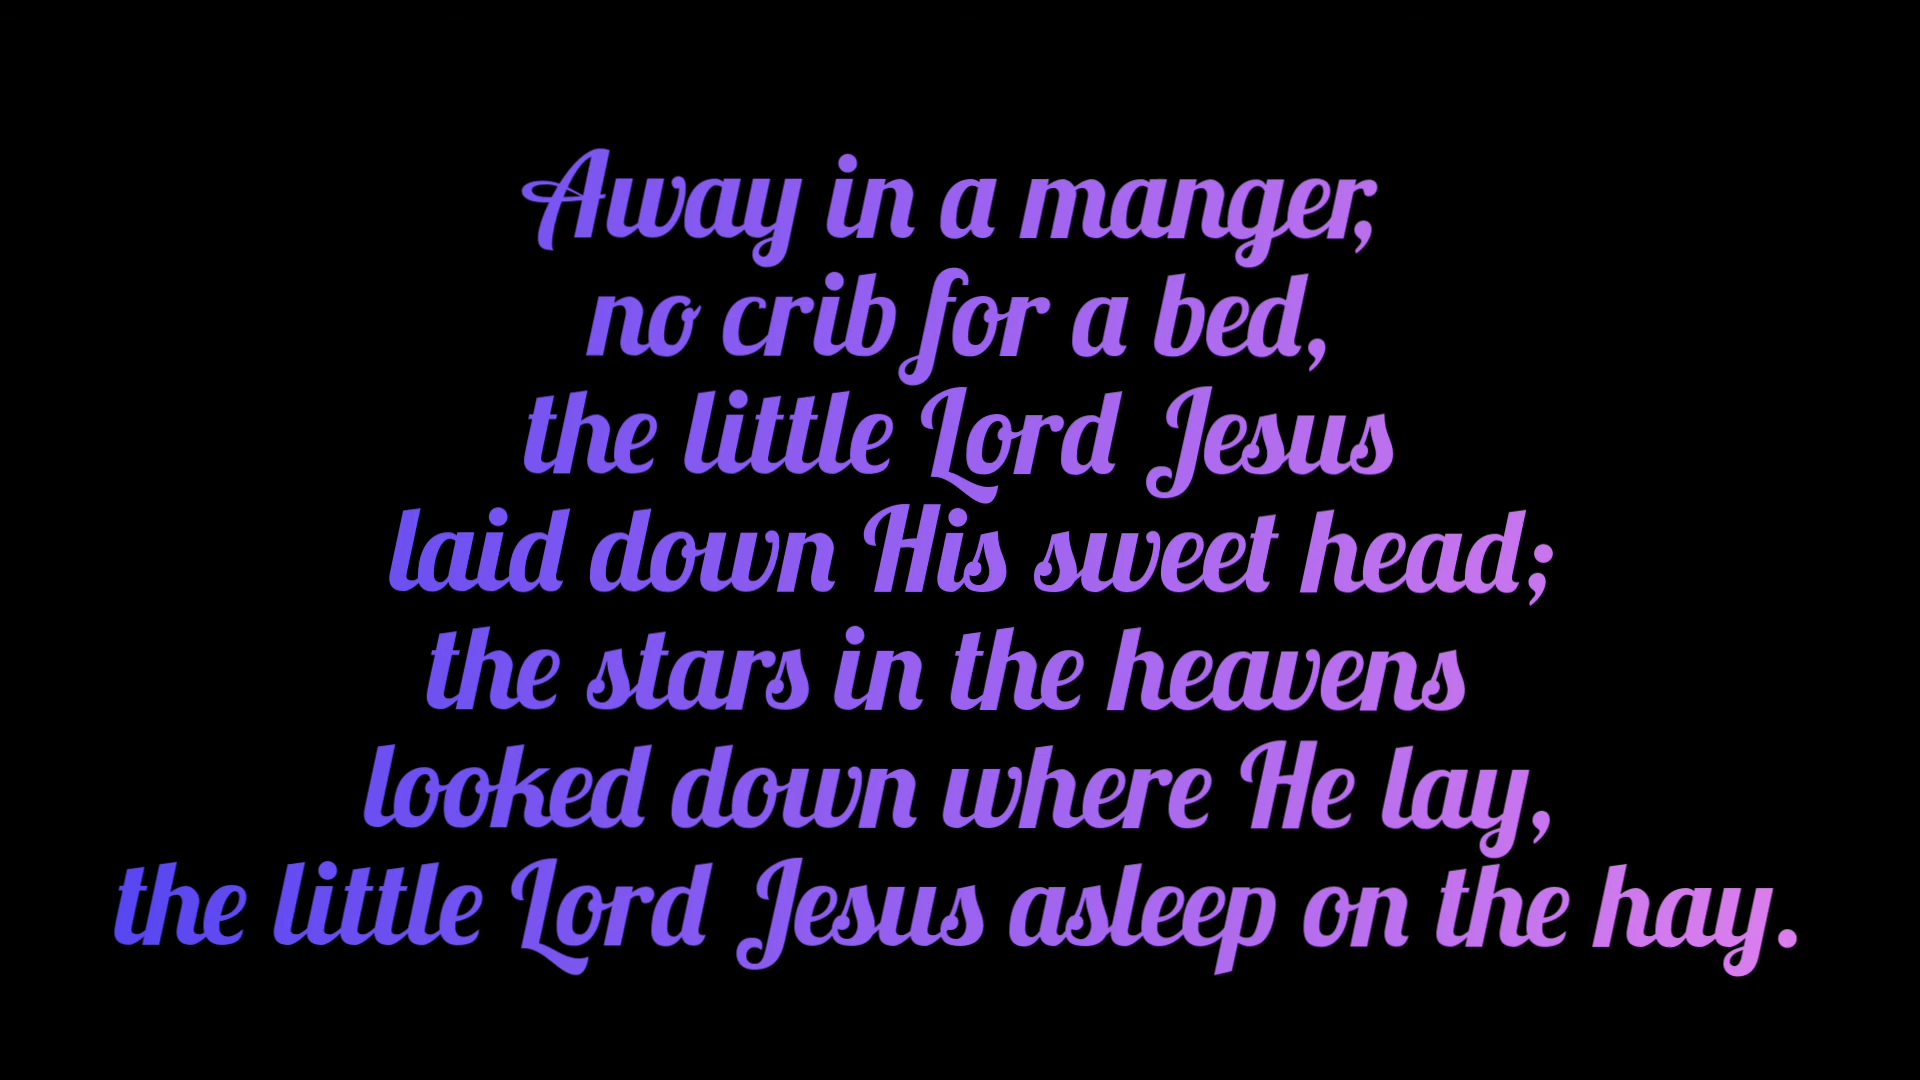 Away in a manger,
no crib for a bed,
the little Lord Jesus
laid down His sweet head;
the stars in the heavens
looked down where He lay,
the little Lord Jesus asleep on the hay.